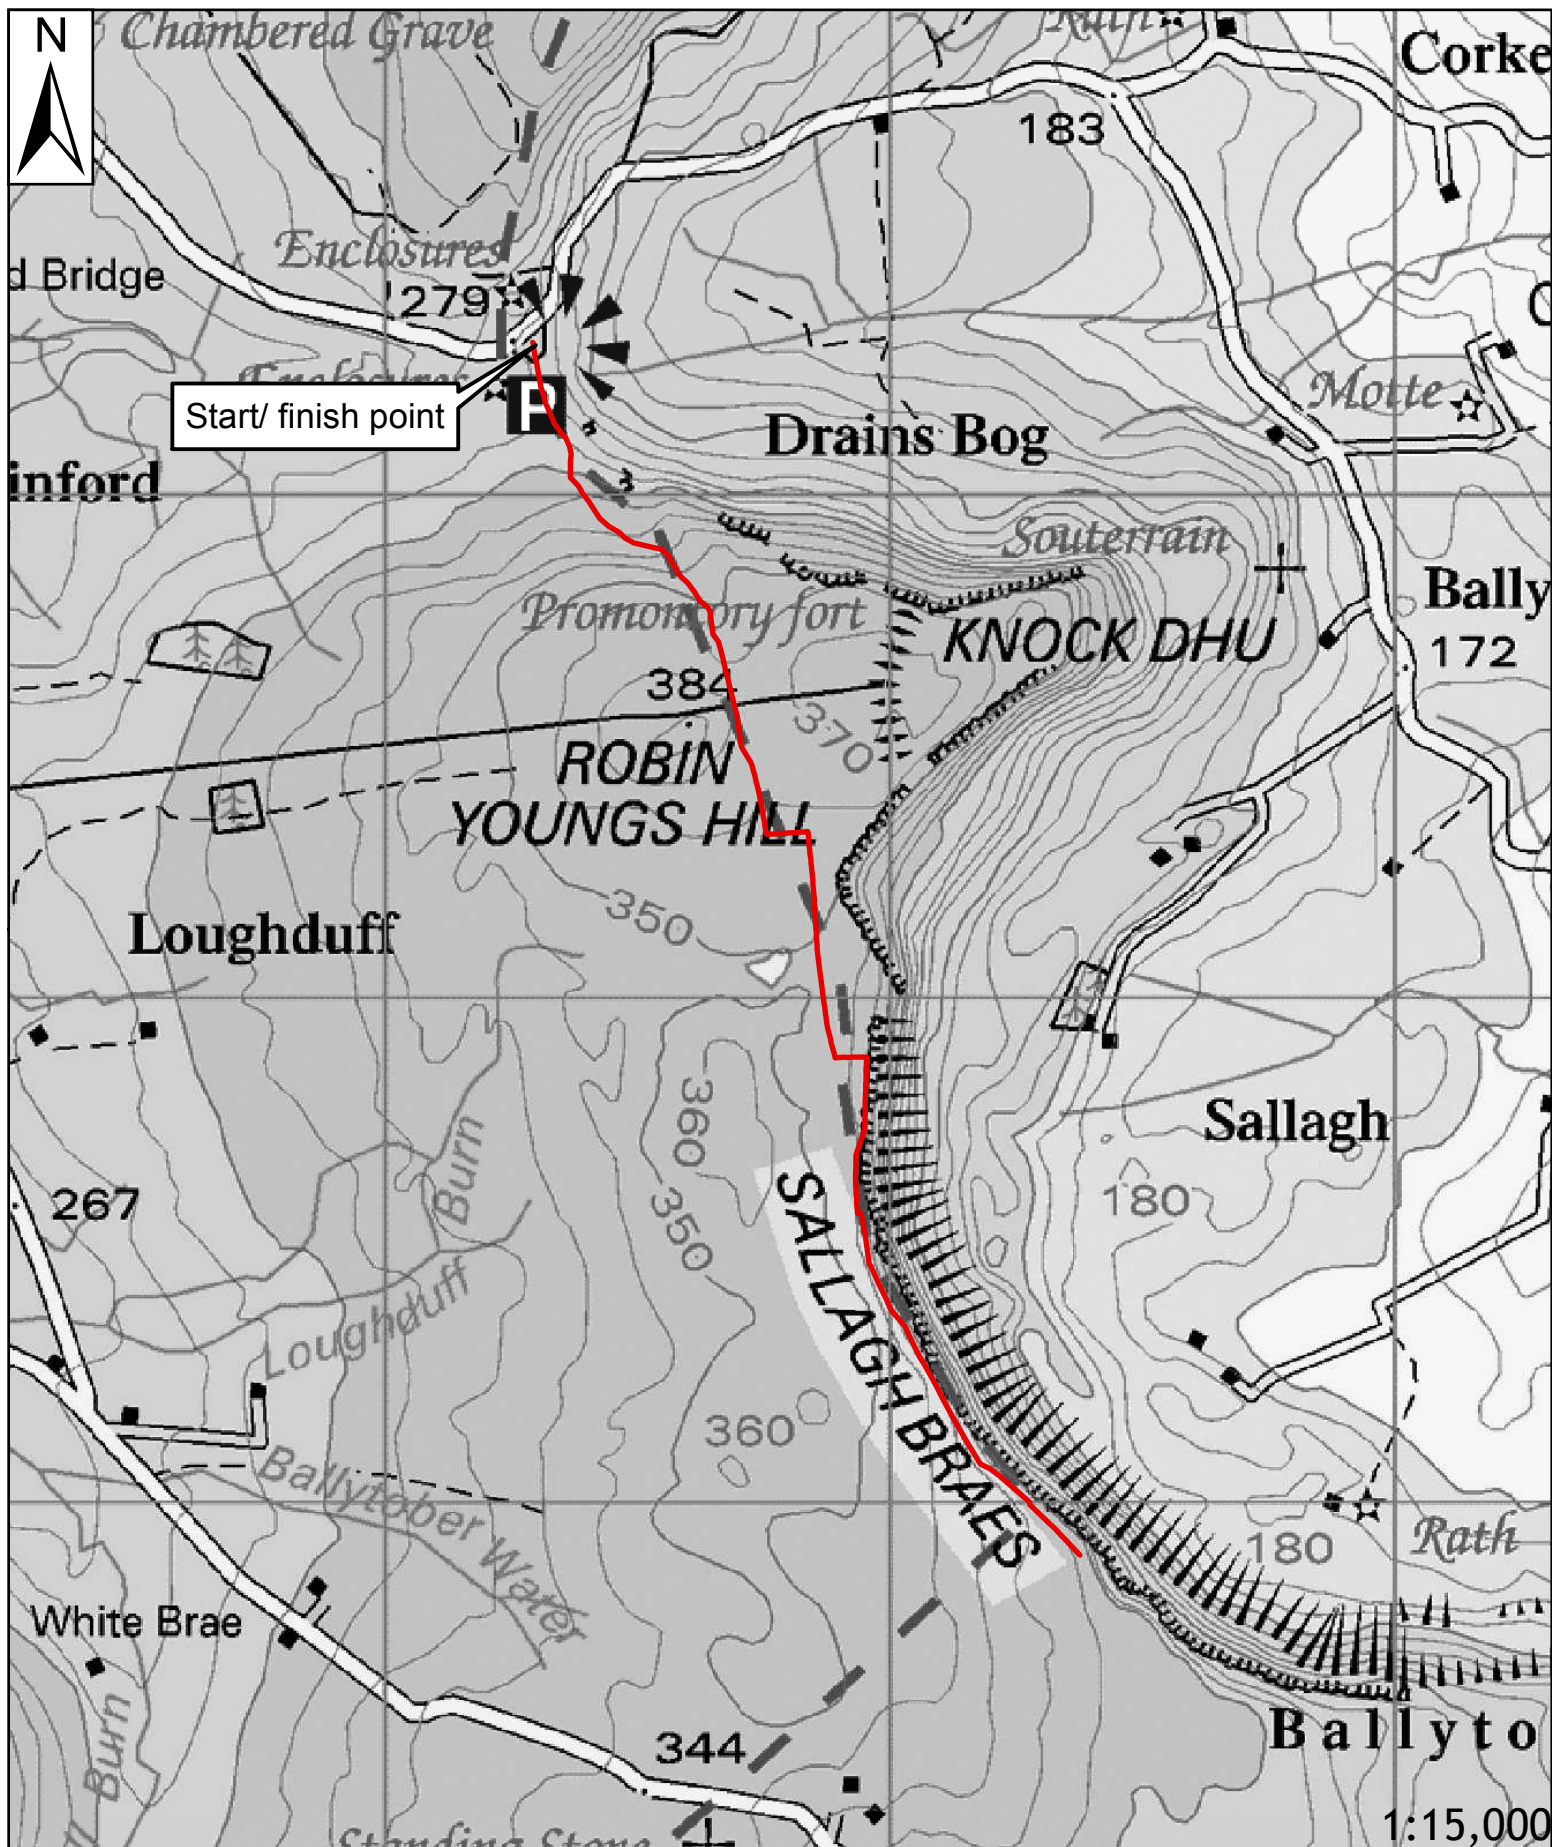 N
Chambered Grave
Rath
Corke
183
Enclosures
d Bridge
279
Enclosures
Start/ finish point
P
Motte
Drains Bog
inford
Souterrain
Promontory fort
KNOCK DHU
Bally
172
384
370
ROBIN
YOUNGS HILL
350
Loughduff
360
Sallagh
180
Burn
267
350
SALLAGH BRAES
Loughduff
360
Ballytober Water
Rath
180
White Brae
Burn
344
Ballyto
Standing Stone
1:15,000